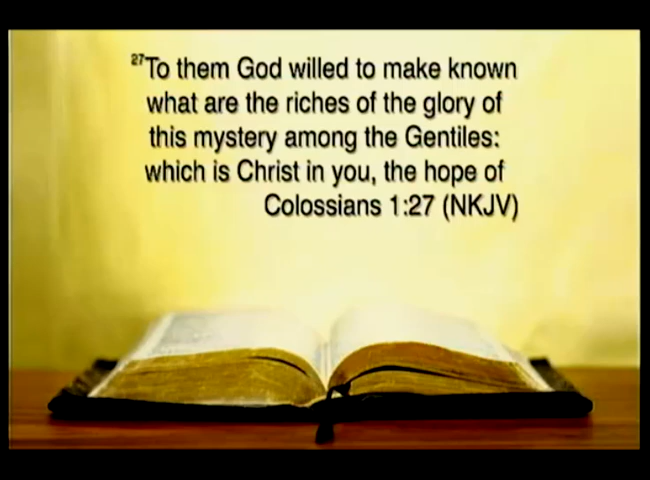 27To them God willed to make known
what are the riches of the glory of
this mystery among the Gentiles:
which is Christ in you, the hope of
Colossians 1:27 (NKJV)